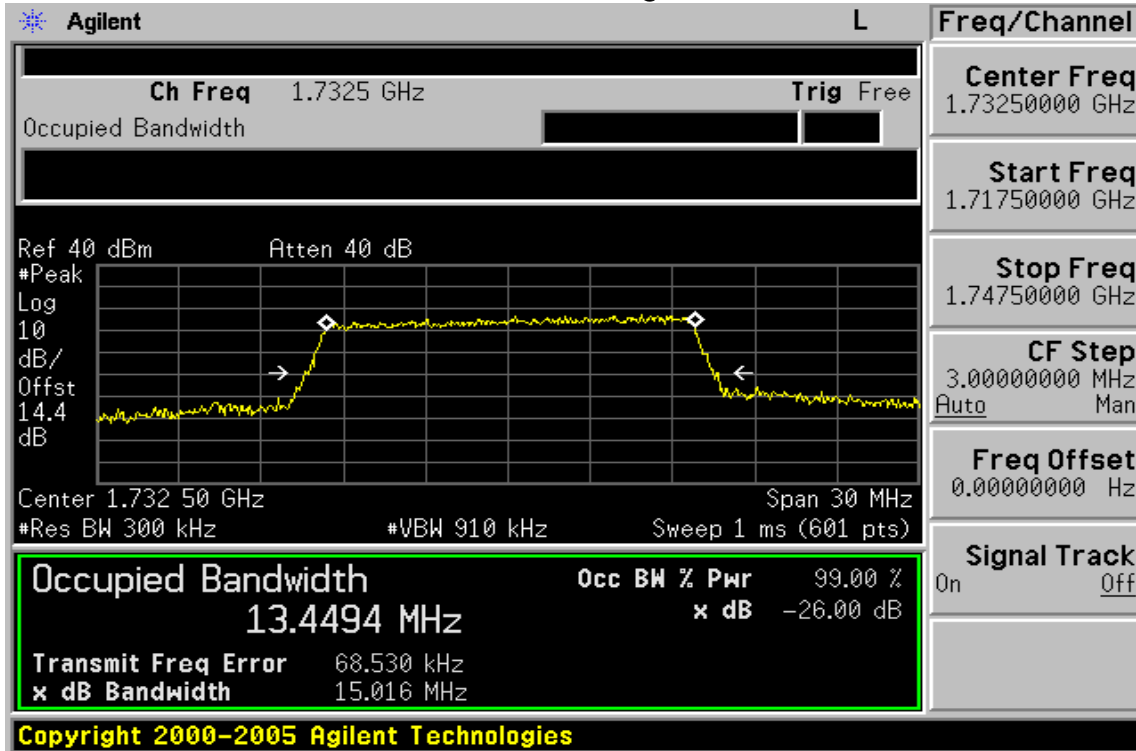 Agilent L Freq/Channel
Ch Freq 1.7325 GHz Trig Free
Occupied Bandwidth
Center Freq
1.73250000 GHz
Start Freq
1.71750000 GHz
Stop Freq
1.74750000 GHz
CF Step
3.00000000 MHz
Auto Man
Freq Offset
0.00000000 Hz
Signal Track
On Off
Ref 40 dBm Atten 40 dB
#Peak
Log
10
dB/
Offst
14.4
dB
Center 1.732 50 GHz Span 30 MHz
#Res BW 300 kHz #VBW 910 kHz Sweep 1 ms (601 pts)
Occupied Bandwidth Occ BW % Pwr 99.00 %
13.4494 MHz x dB -26.00 dB
Transmit Freq Error 68.530 kHz
x dB Bandwidth 15.016 MHz
Copyright 2000-2005 Agilent Technologies